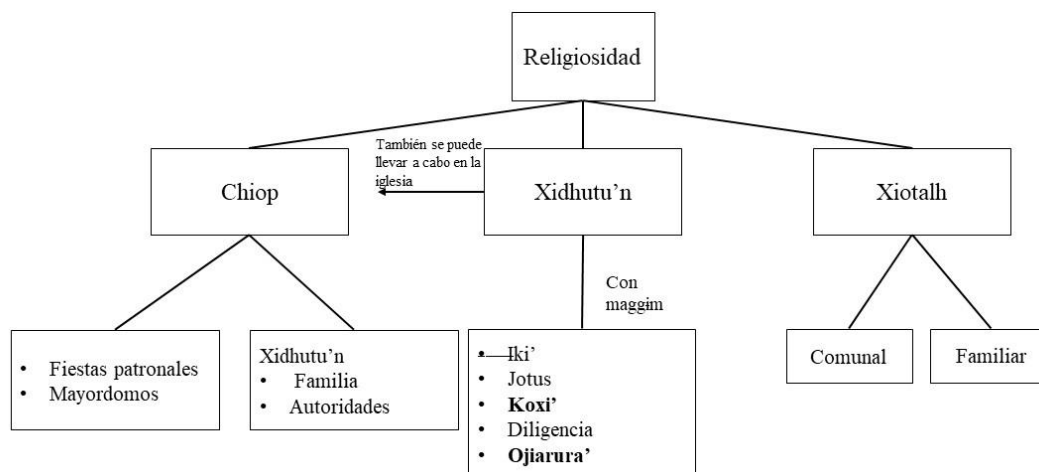 Religiosidad
También se puede
llevar a cabo en la
iglesia
Chiop
Xidhutu’n
Xiotalh
Con
maggɨm
• Fiestas patronales
• Mayordomos
Xidhutu’n
• Familia
• Autoridades
• Iki’
• Jotus
• Koxi’
• Diligencia
• Ojiarura’
Comunal
Familiar